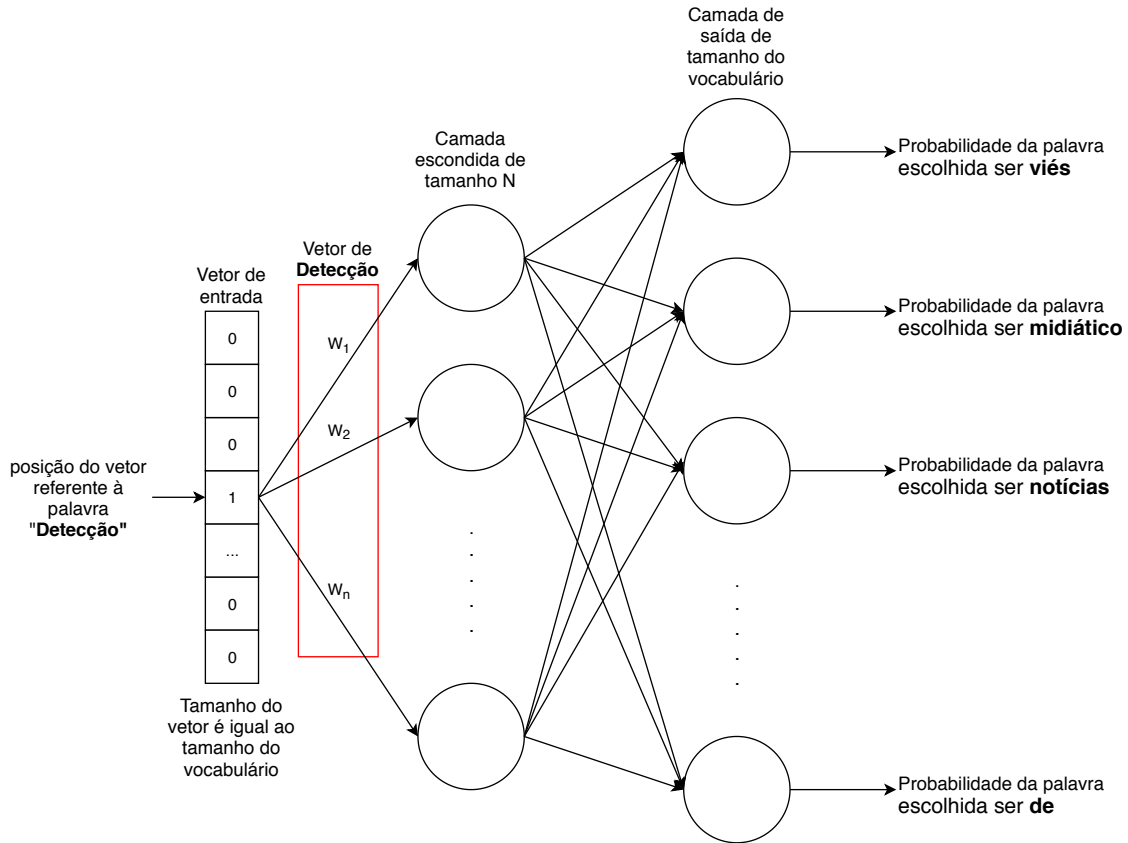 Camada de
saída de
tamanho do
vocabulário
Camada
escondida de
tamanho N
Vetor de
Detecção
Vetor de
entrada
0
0
0
1
...
0
0
W1
W2
Wn
posição do vetor
referente à
palavra
"Detecção"
Tamanho do
vetor é igual ao
tamanho do
vocabulário
Probabilidade da palavra
escolhida ser viés
Probabilidade da palavra
escolhida ser midiático
Probabilidade da palavra
escolhida ser notícias
Probabilidade da palavra
escolhida ser de